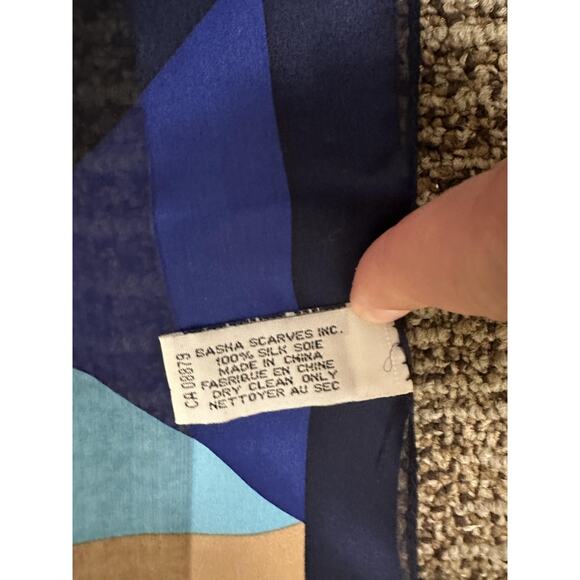 CA 08879
SASHA SCARVES INC.
100% SILK SOIE
MADE IN CHINA
FABRIQUE EN CHINE
DRY CLEAN ONLY
NETTOYER AU SEC